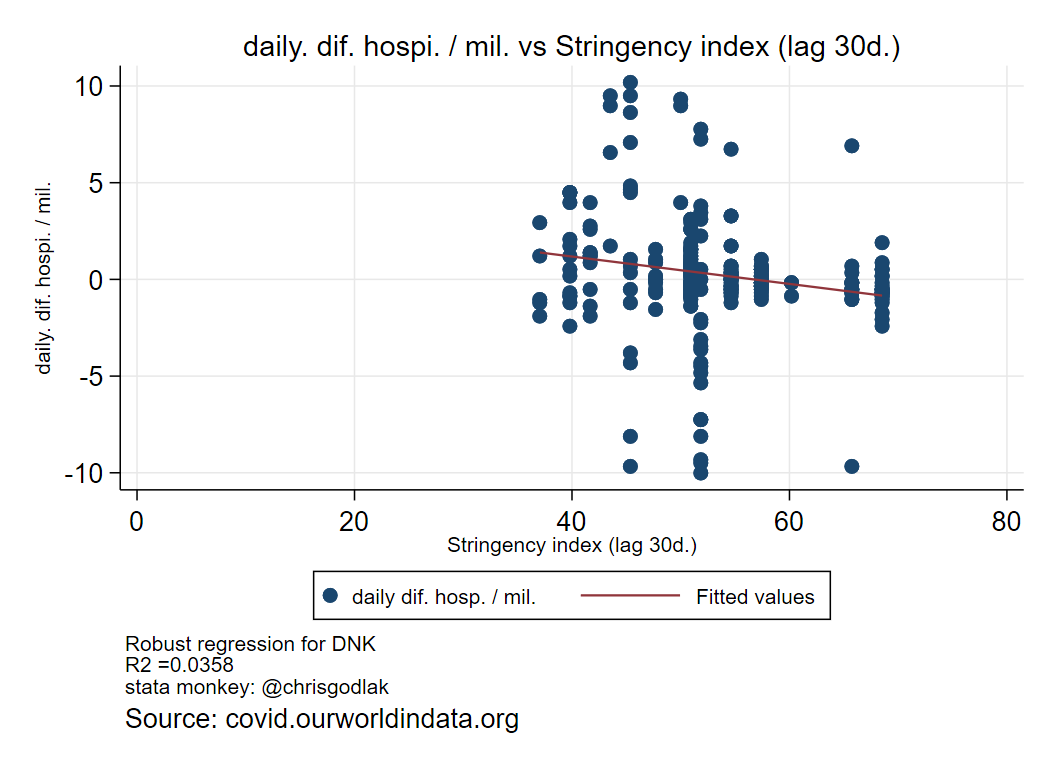 daily. dif. hospi. / mil. vs Stringency index (lag 30d.)
daily. dif. hospi. / mil.
10
5
0
-5
-10
0 20 40 60 80
Stringency index (lag 30d.)
daily dif. hosp. / mil. Fitted values
Robust regression for DNK
R2 =0.0358
stata monkey: @chrisgodlak
Source: covid.ourworldindata.org